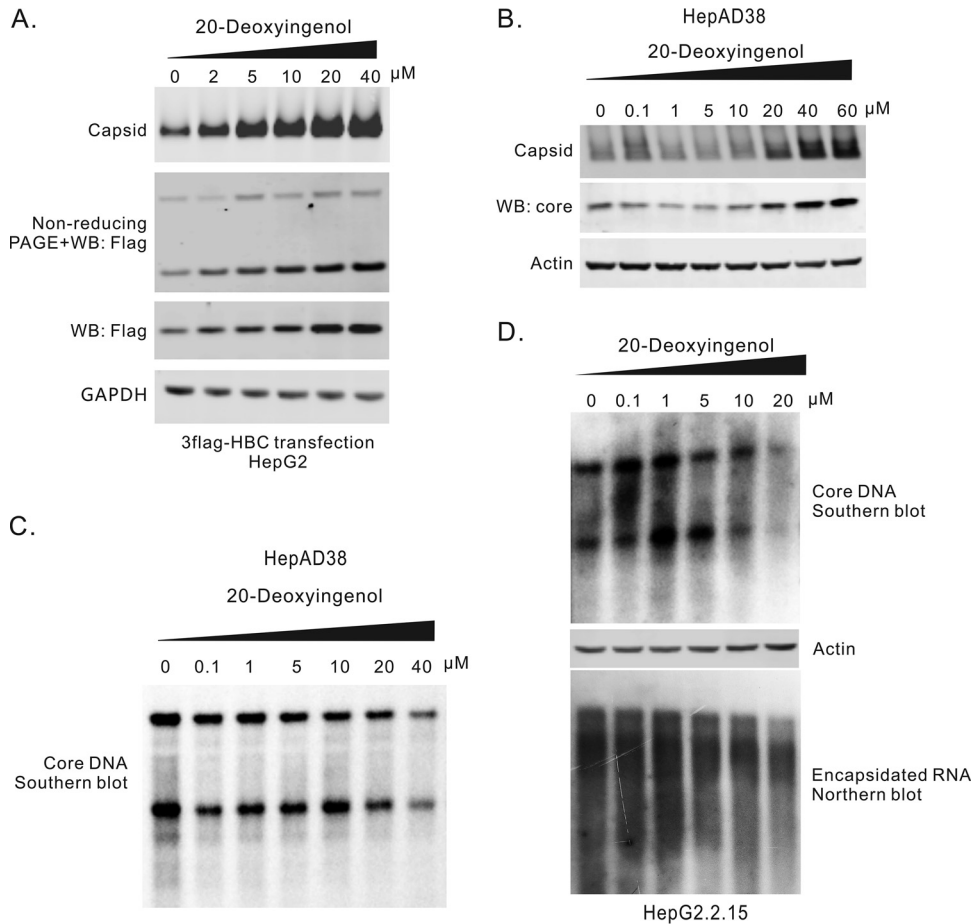 A.
20-Deoxyingenol
0 2 5 10 20 40 μM
Capsid
Non-reducing
PAGE+WB: Flag
WB: Flag
GAPDH
3flag-HBC transfection
HepG2
B.
HepAD38
20-Deoxyingenol
0 0.1 1 5 10 20 40 60 μM
Capsid
WB: core
Actin
C.
HepAD38
20-Deoxyingenol
0 0.1 1 5 10 20 40 μM
Core DNA
Southern blot
D.
20-Deoxyingenol
0 0.1 1 5 10 20 μM
Core DNA
Southern blot
Actin
Encapsidated RNA
Northern blot
HepG2.2.15